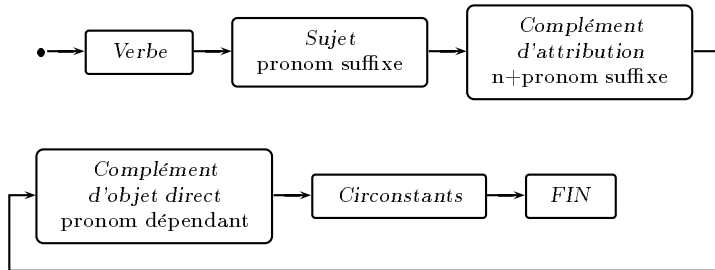 Verbe
Sujet
pronom suffixe
Complément
d'attribution
n+pronom suffixe
Complément
d'objet direct
pronom dépendant
Circonstants
FIN